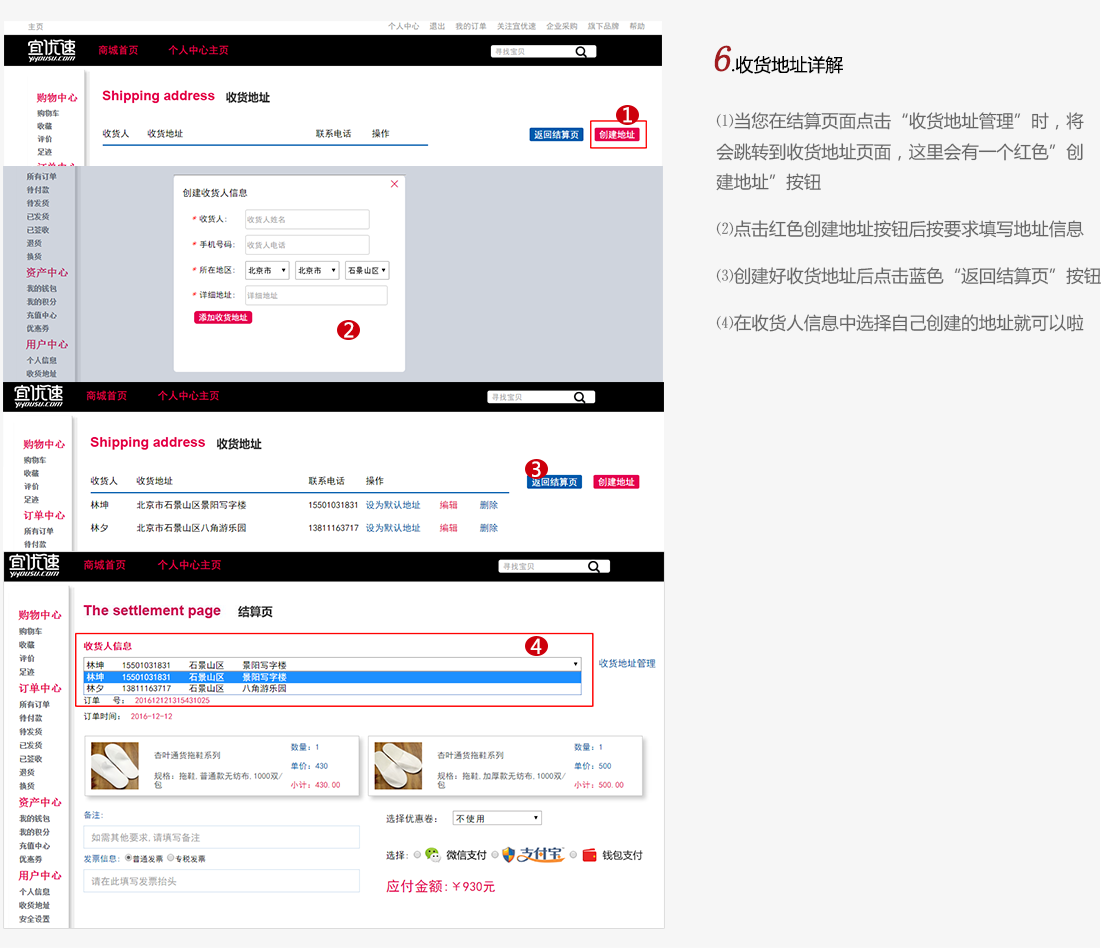 主页
个人中心 退出 我的订单 关注宜优速 企业采购 旗下品牌 帮助
宜优速
YiYOUSU.COM
商城首页 个人中心主页
寻找宝贝
购物中心
购物车
收藏
评价
足迹
订单中心
Shipping address 收货地址
收货人 收货地址 联系电话 操作
返回结算页
1
创建地址
所有订单
待付款
待发货
已发货
已签收
退货
换货
资产中心
我的钱包
我的积分
充值中心
优惠券
用户中心
个人信息
收货地址
创建收货人信息
* 收货人: 收货人姓名
* 手机号码: 收货人电话
* 所在地区: 北京市 北京市 石景山区
* 详细地址: 详细地址
添加收货地址
2
宜优速
YiYOUSU.COM
商城首页 个人中心主页
寻找宝贝
购物中心
购物车
收藏
评价
足迹
订单中心
所有订单
待付款
Shipping address 收货地址
收货人 收货地址 联系电话 操作
3
返回结算页 创建地址
林坤 北京市石景山区景阳写字楼 15501031831 设为默认地址 编辑 删除
林夕 北京市石景山区八角游乐园 13811163717 设为默认地址 编辑 删除
宜优速
YiYOUSU.COM
商城首页 个人中心主页
寻找宝贝
购物中心
购物车
收藏
评价
足迹
订单中心
所有订单
待付款
待发货
已发货
已签收
退货
换货
资产中心
我的钱包
我的积分
充值中心
优惠券
用户中心
个人信息
收货地址
安全设置
The settlement page 结算页
收货人信息
4
林坤 15501031831 石景山区 景阳写字楼
收货地址管理
林坤 15501031831 石景山区 景阳写字楼
林夕 13811163717 石景山区 八角游乐园
订单 号: 201612121315431025
订单时间: 2016-12-12
杏叶通货拖鞋系列
规格: 拖鞋,普通款无纺布,1000双/
包
数量: 1
单价: 430
小计: 430.00
杏叶通货拖鞋系列
规格: 拖鞋,加厚款无纺布,1000双/
包
数量: 1
单价: 500
小计: 500.00
备注:
如需其他要求,请填写备注
发票信息: 普通发票 专税发票
请在此填写发票抬头
选择优惠卷: 不使用
选择: 微信支付 支付宝 钱包支付
应付金额:￥930元
6.收货地址详解
⑴当您在结算页面点击“收货地址管理”时，将
会跳转到收货地址页面，这里会有一个红色”创
建地址”按钮
⑵点击红色创建地址按钮后按要求填写地址信息
⑶创建好收货地址后点击蓝色“返回结算页”按钮
⑷在收货人信息中选择自己创建的地址就可以啦